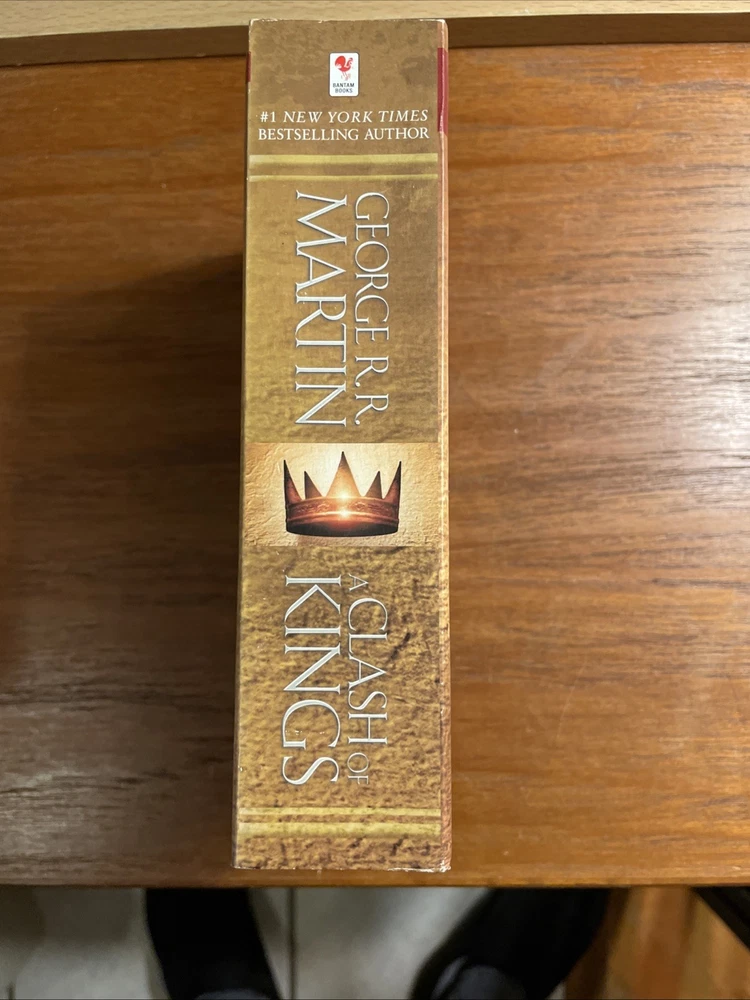 BANTAM
BOOKS
#1 NEW YORK TIMES
BESTSELLING AUTHOR
GEORGE R. R.
MARTIN
A CLASH OF
KINGS